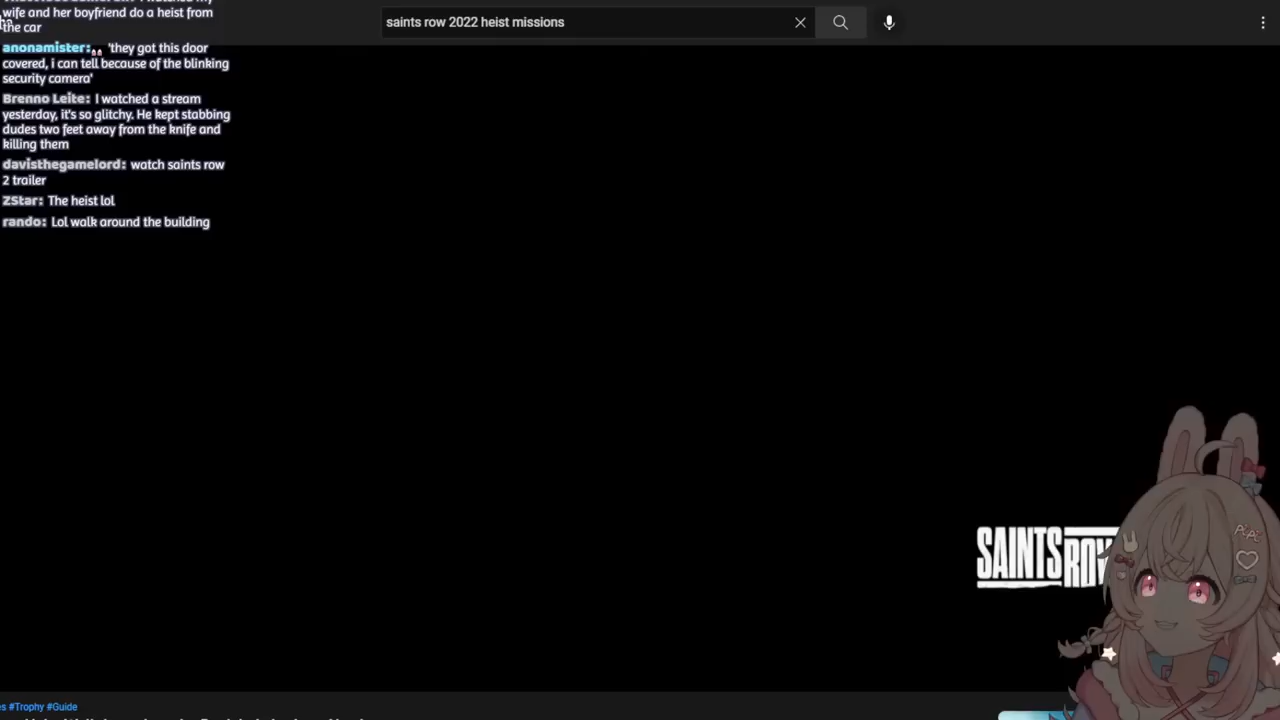 saints row 2022 heist missions
wife and her boyfriend do a heist from
the car
anonamister: 'they got this door
covered, i can tell because of the blinking
security camera'
Brenno Leite: I watched a stream
yesterday, it's so glitchy. He kept stabbing
dudes two feet away from the knife and
killing them
davisthegamelord: watch saints row
2 trailer
ZStar: The heist lol
rando: Lol walk around the building
SAINTS ROW
PiPi
#Trophy #Guide